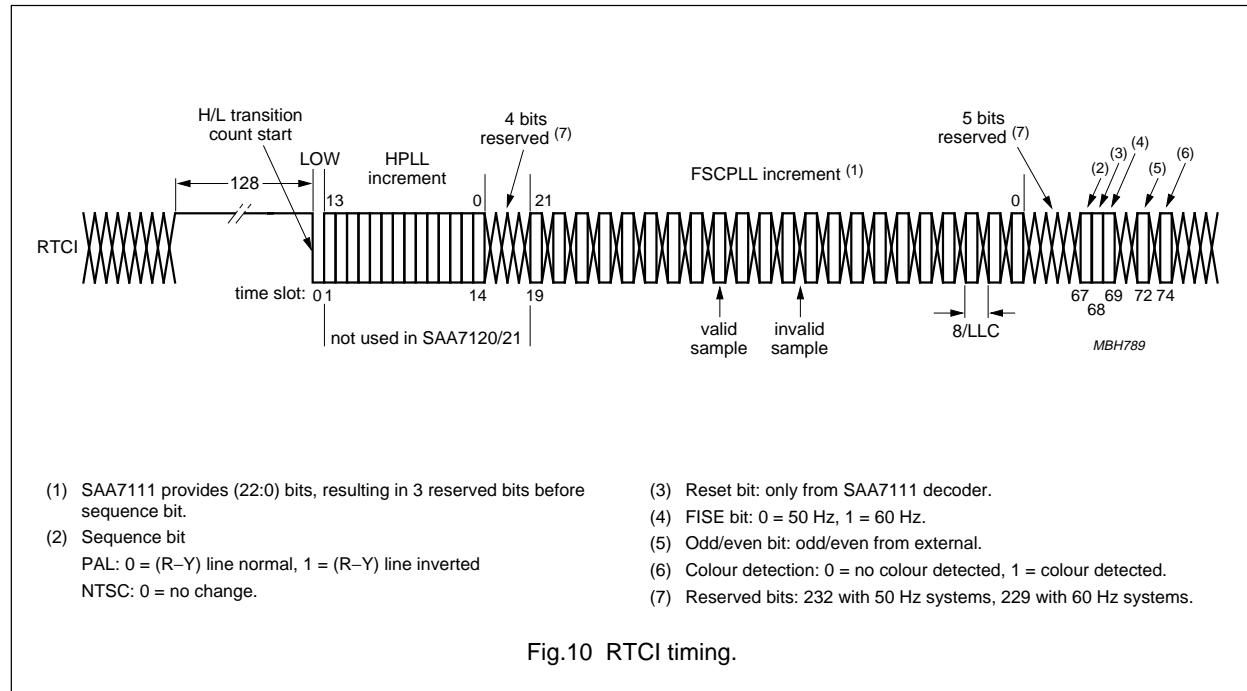 H/L transition
count start
4 bits
reserved (7)
5 bits
reserved (7)
(2)
(3)
(4)
(5)
(6)
LOW
HPLL
increment
FSCPLL increment (1)
128
13
0
21
0
RTCI
time slot:
0
1
14
19
67
68
69
72
74
not used in SAA7120/21
valid
sample
invalid
sample
8/LLC
MBH789
(1) SAA7111 provides (22:0) bits, resulting in 3 reserved bits before
sequence bit.
(2) Sequence bit
PAL: 0 = (R–Y) line normal, 1 = (R–Y) line inverted
NTSC: 0 = no change.
(3) Reset bit: only from SAA7111 decoder.
(4) FISE bit: 0 = 50 Hz, 1 = 60 Hz.
(5) Odd/even bit: odd/even from external.
(6) Colour detection: 0 = no colour detected, 1 = colour detected.
(7) Reserved bits: 232 with 50 Hz systems, 229 with 60 Hz systems.
Fig.10 RTCI timing.